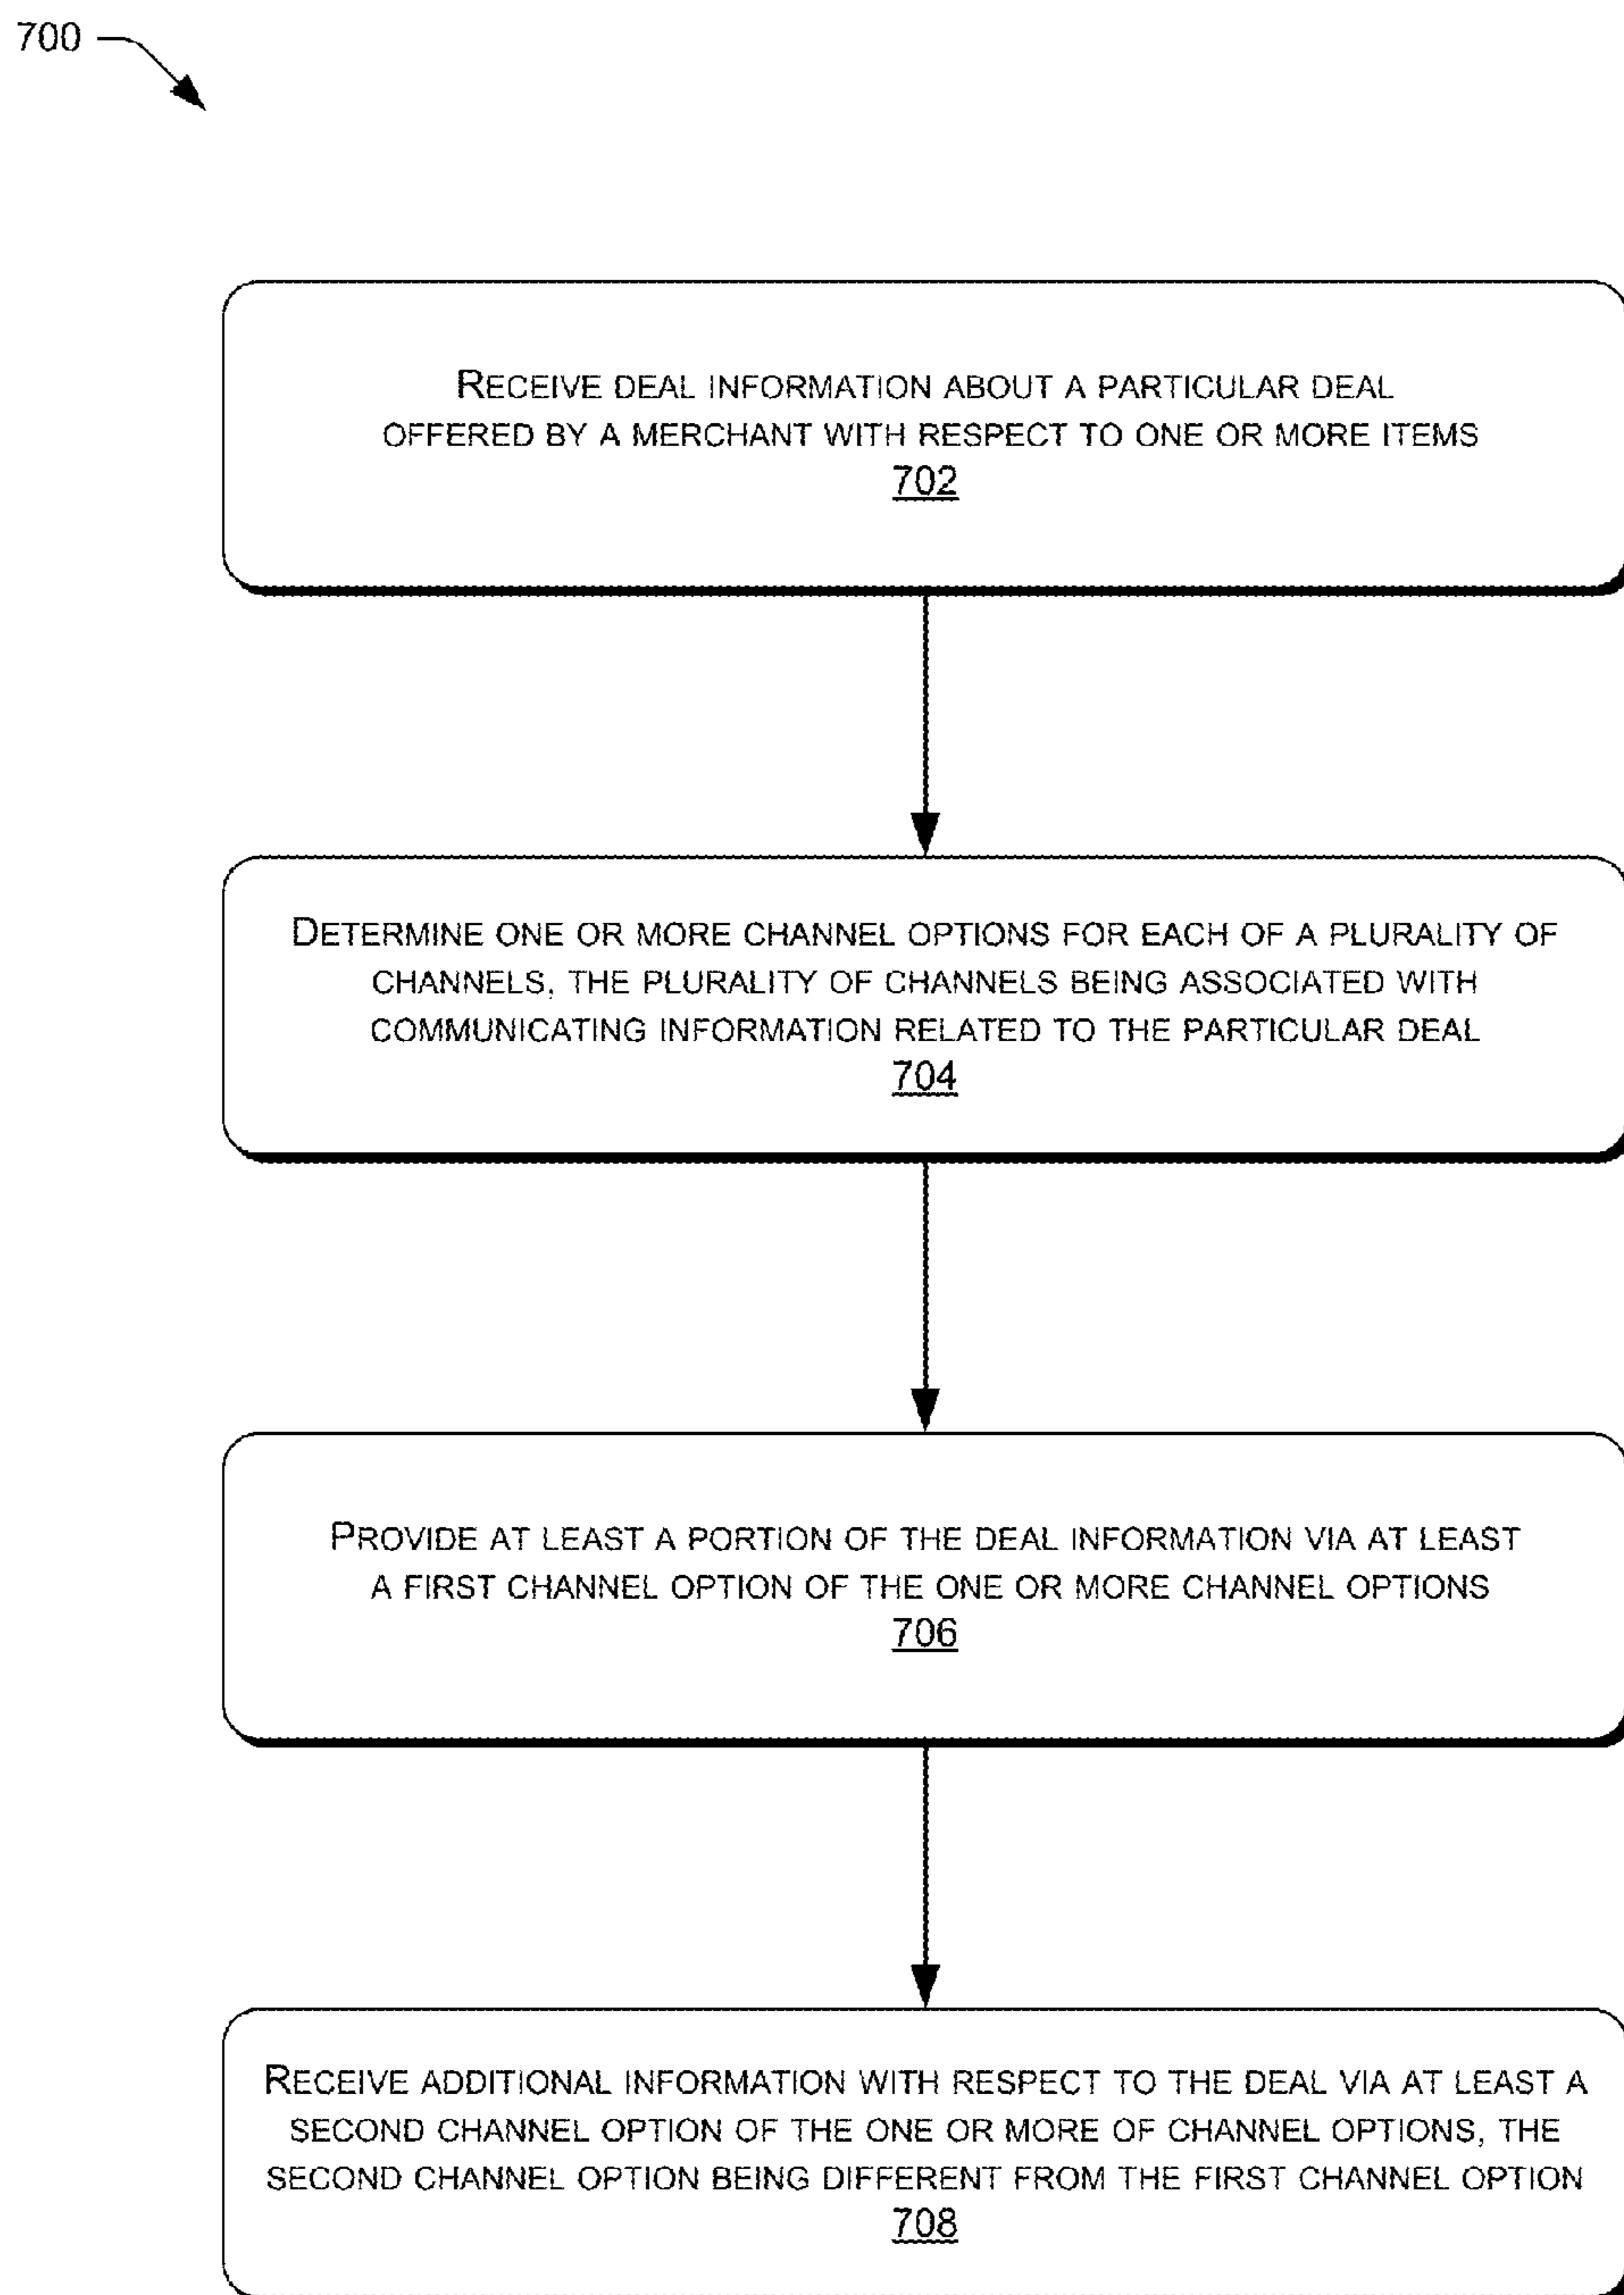 700
RECEIVE DEAL INFORMATION ABOUT A PARTICULAR DEAL
OFFERED BY A MERCHANT WITH RESPECT TO ONE OR MORE ITEMS
702
DETERMINE ONE OR MORE CHANNEL OPTIONS FOR EACH OF A PLURALITY OF
CHANNELS, THE PLURALITY OF CHANNELS BEING ASSOCIATED WITH
COMMUNICATING INFORMATION RELATED TO THE PARTICULAR DEAL
704
PROVIDE AT LEAST A PORTION OF THE DEAL INFORMATION VIA AT LEAST
A FIRST CHANNEL OPTION OF THE ONE OR MORE CHANNEL OPTIONS
706
RECEIVE ADDITIONAL INFORMATION WITH RESPECT TO THE DEAL VIA AT LEAST A
SECOND CHANNEL OPTION OF THE ONE OR MORE OF CHANNEL OPTIONS, THE
SECOND CHANNEL OPTION BEING DIFFERENT FROM THE FIRST CHANNEL OPTION
708